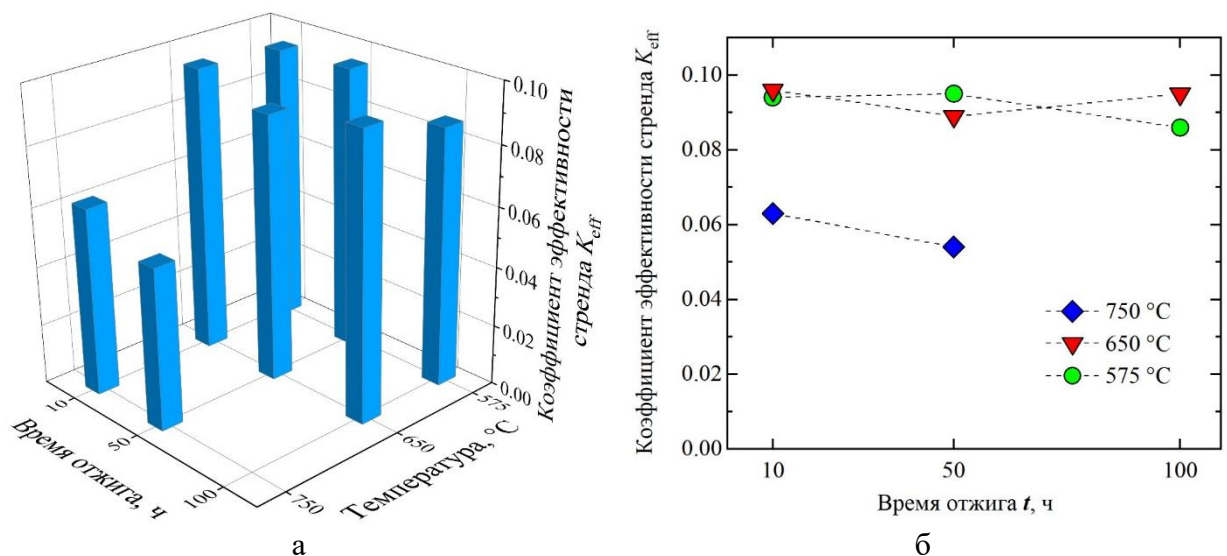 0.10
0.08
0.06
0.04
0.02
0.00
Коэффициент эффективности
стренда Keff
10
50
100
Время отжига, ч
575
650
750
Температура, °C
а
Коэффициент эффективности стренда Keff
0.10
0.08
0.06
0.04
0.02
0.00
10
50
100
Время отжига t, ч
750 °C
650 °C
575 °C
б